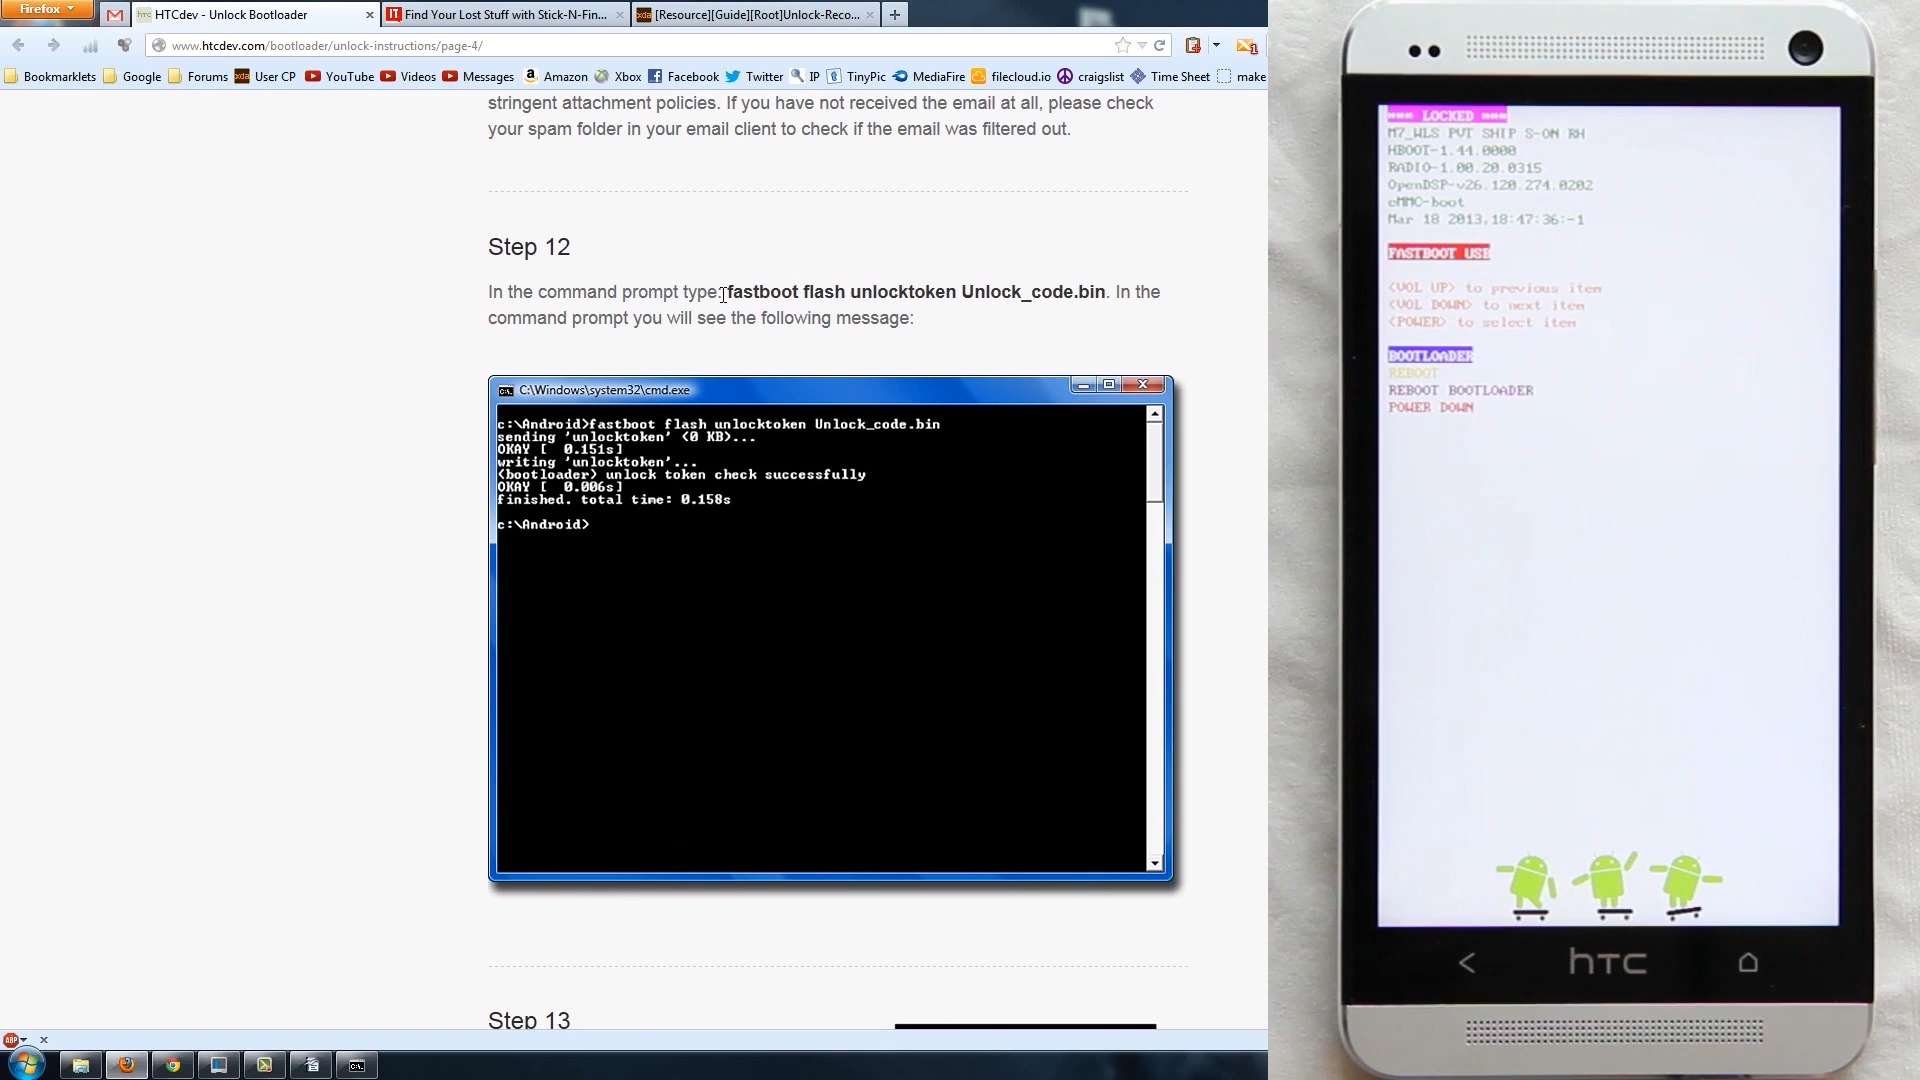 Firefox
HTCdev - Unlock Bootloader
Find Your Lost Stuff with Stick-N-Fin...
[Resource][Guide][Root]Unlock-Reco...
www.htcdev.com/bootloader/unlock-instructions/page-4/
Bookmarklets Google Forums User CP YouTube Videos Messages Amazon Xbox Facebook Twitter IP TinyPic MediaFire filecloud.io craigslist Time Sheet make
stringent attachment policies. If you have not received the email at all, please check
your spam folder in your email client to check if the email was filtered out.
Step 12
In the command prompt type: fastboot flash unlocktoken Unlock_code.bin. In the
command prompt you will see the following message:
C:\Windows\system32\cmd.exe
c:\Android>fastboot flash unlocktoken Unlock_code.bin
sending 'unlocktoken' (0 KB)...
OKAY [  0.151s]
writing 'unlocktoken'...
(bootloader) unlock token check successfully
OKAY [  0.006s]
finished. total time: 0.158s
c:\Android>
Step 13
ABP
*** LOCKED ***
M7_WLS PVT SHIP S-ON RH
HBOOT-1.44.0000
RADIO-1.00.20.0315
OpenDSP-v26.120.274.0202
eMMC-boot
Mar 18 2013,18:47:36:-1
FASTBOOT USB
<VOL UP> to previous item
<VOL DOWN> to next item
<POWER> to select item
BOOTLOADER
REBOOT
REBOOT BOOTLOADER
POWER DOWN
hTC